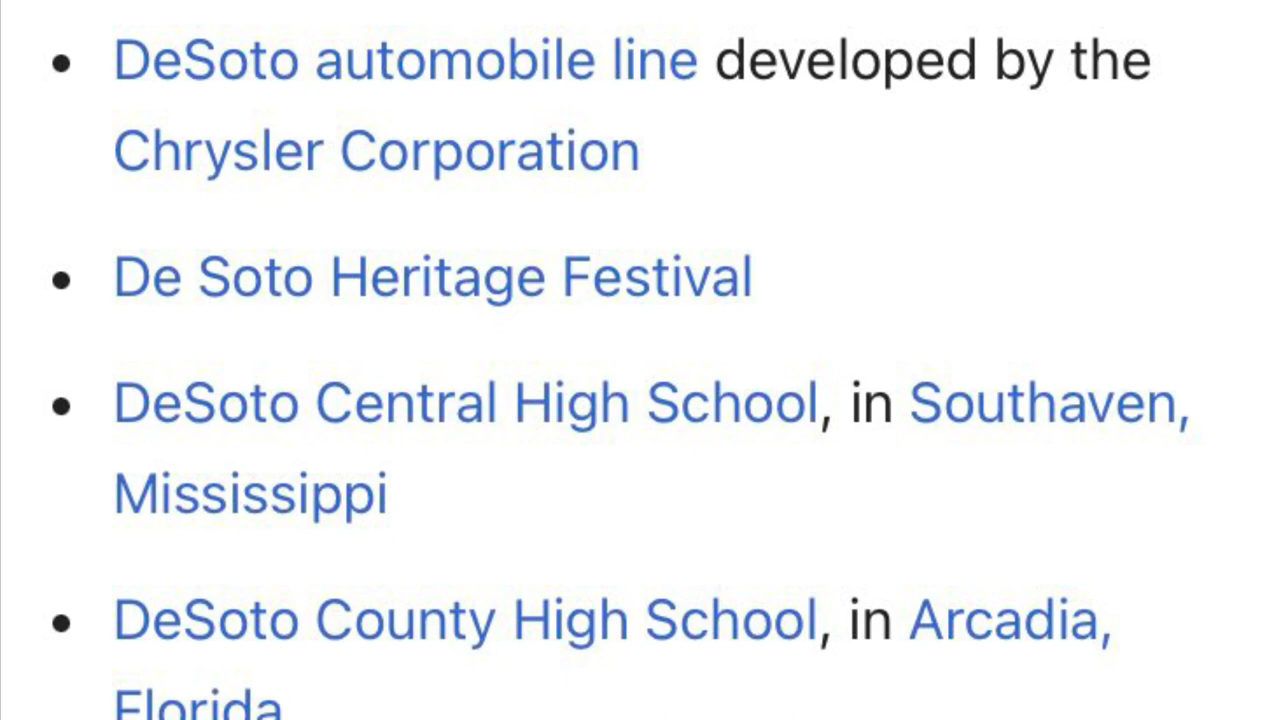 • DeSoto automobile line developed by the
Chrysler Corporation
• De Soto Heritage Festival
• DeSoto Central High School, in Southaven,
Mississippi
• DeSoto County High School, in Arcadia,
Florida